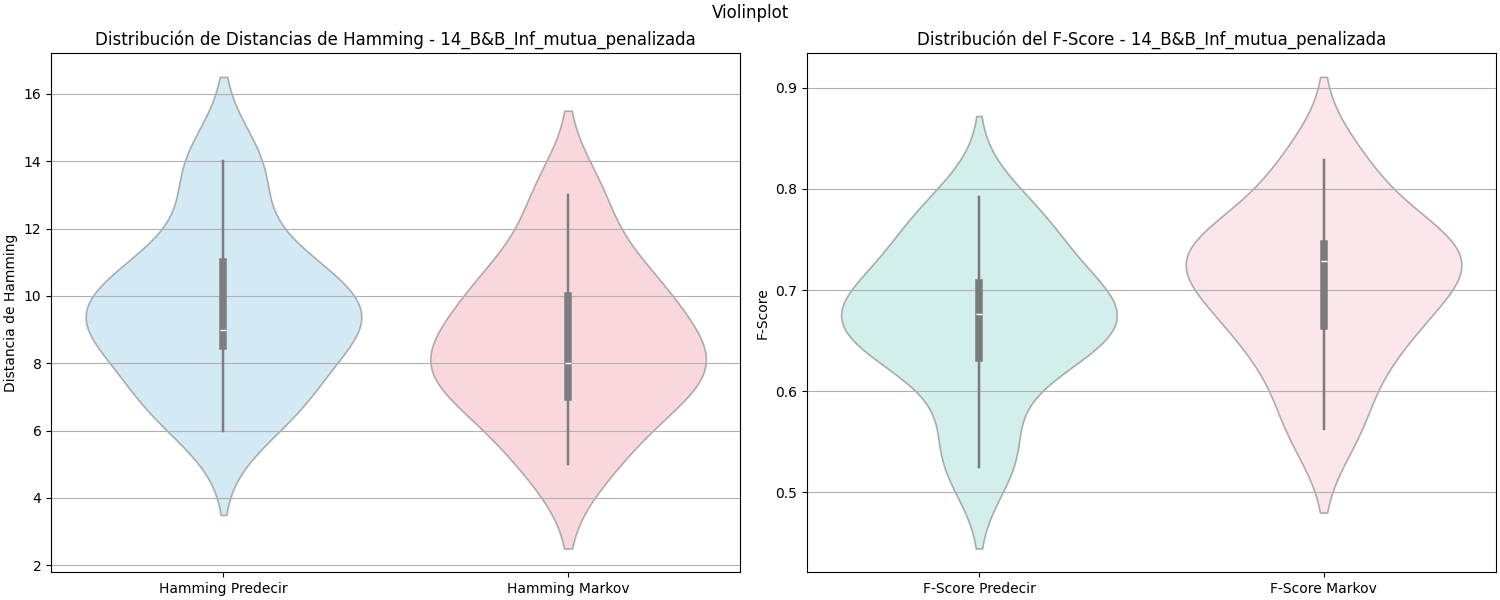 Violinplot
Distribución de Distancias de Hamming - 14_B&B_Inf_mutua_penalizada
Distancia de Hamming
16
14
12
10
8
6
4
2
Hamming Predecir
Hamming Markov
Distribución del F-Score - 14_B&B_Inf_mutua_penalizada
F-Score
0.9
0.8
0.7
0.6
0.5
F-Score Predecir
F-Score Markov